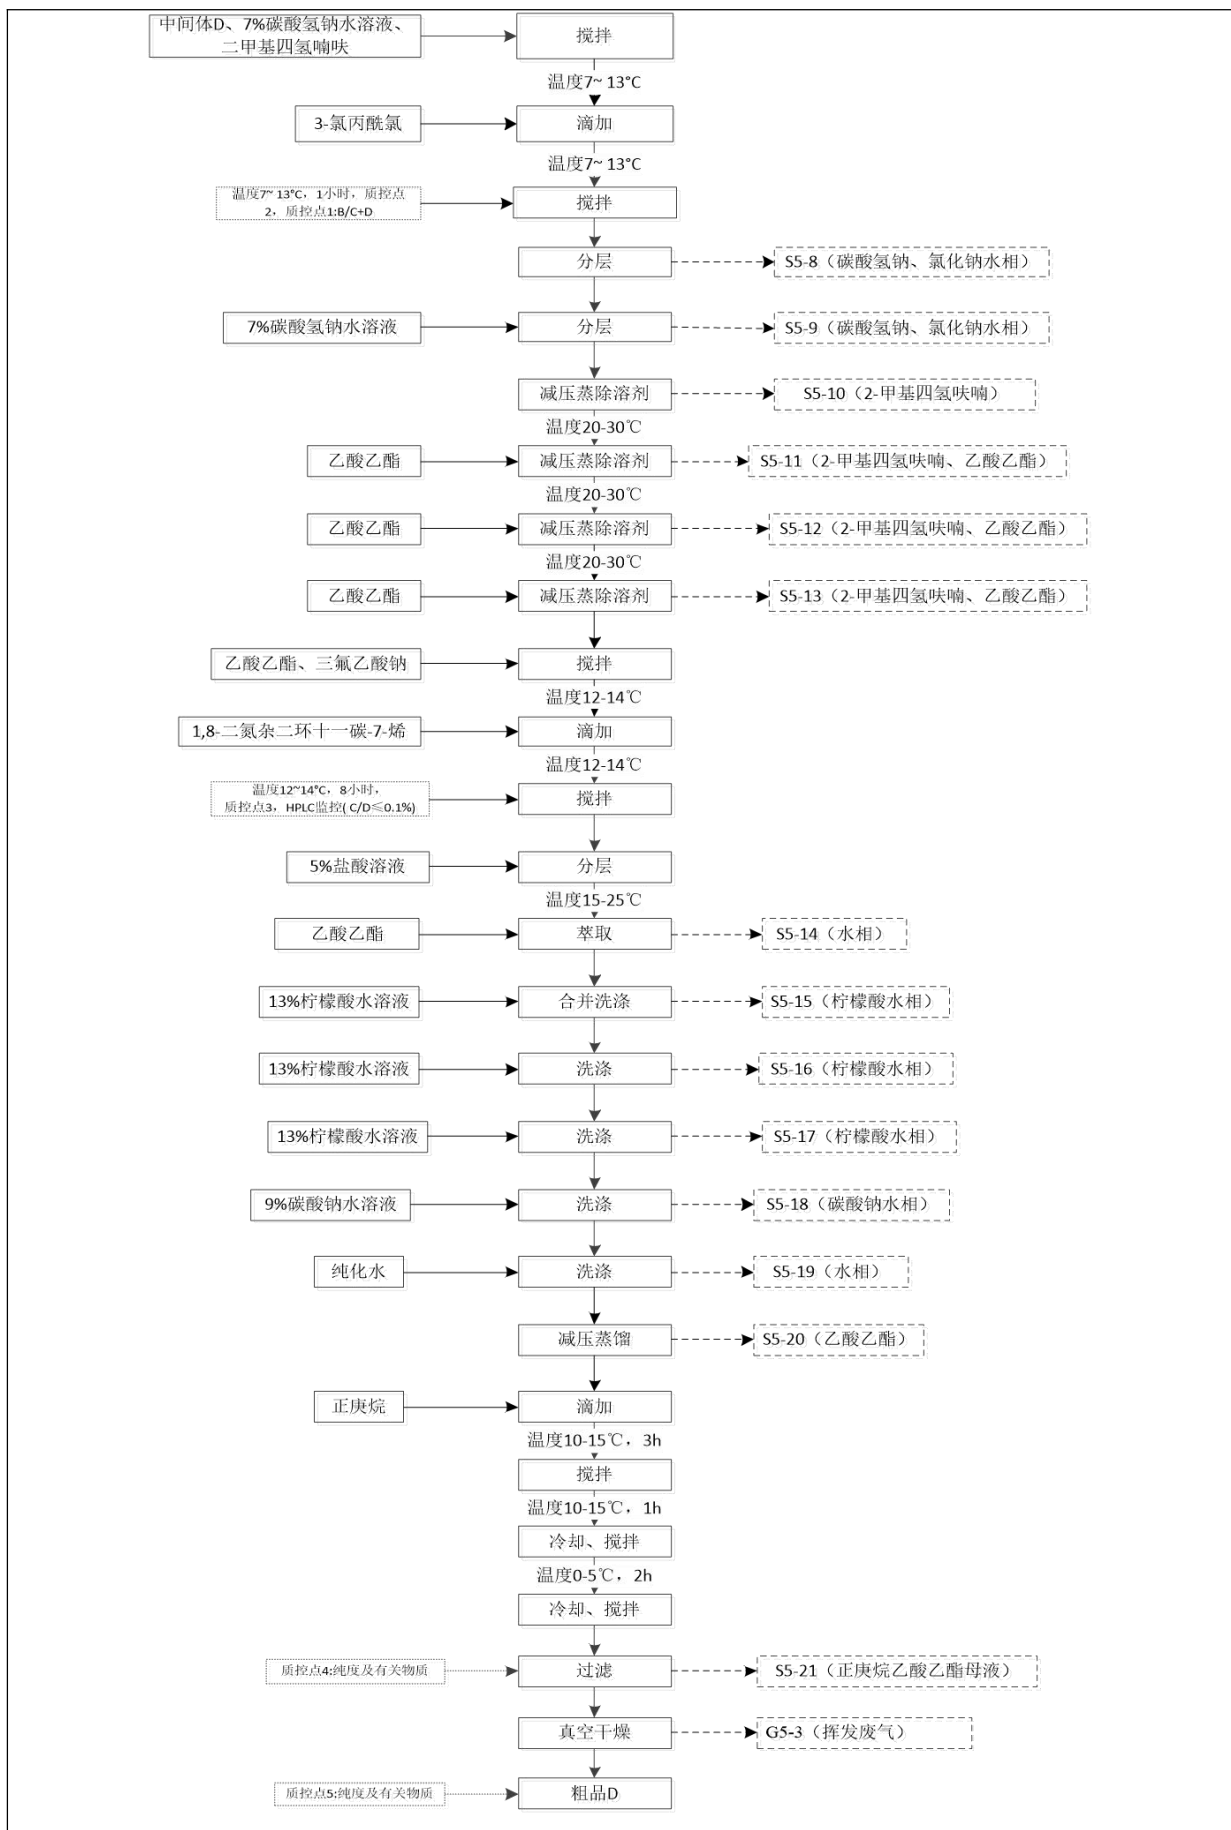 中间体D、7%碳酸氢钠水溶液、
二甲基四氢喃呋
搅拌
温度7~ 13°C
3-氯丙酰氯
滴加
温度7~ 13°C
温度7~ 13°C，1小时，质控点
2，质控点1:B/C+D
搅拌
分层
S5-8（碳酸氢钠、氯化钠水相）
7%碳酸氢钠水溶液
分层
S5-9（碳酸氢钠、氯化钠水相）
减压蒸除溶剂
S5-10（2-甲基四氢呋喃）
温度20-30℃
乙酸乙酯
减压蒸除溶剂
S5-11（2-甲基四氢呋喃、乙酸乙酯）
温度20-30℃
乙酸乙酯
减压蒸除溶剂
S5-12（2-甲基四氢呋喃、乙酸乙酯）
温度20-30℃
乙酸乙酯
减压蒸除溶剂
S5-13（2-甲基四氢呋喃、乙酸乙酯）
乙酸乙酯、三氟乙酸钠
搅拌
温度12-14℃
1,8-二氮杂二环十一碳-7-烯
滴加
温度12-14℃
温度12~14°C，8小时，
质控点3，HPLC监控( C/D≤0.1%)
搅拌
5%盐酸溶液
分层
温度15-25℃
乙酸乙酯
萃取
S5-14（水相）
13%柠檬酸水溶液
合并洗涤
S5-15（柠檬酸水相）
13%柠檬酸水溶液
洗涤
S5-16（柠檬酸水相）
13%柠檬酸水溶液
洗涤
S5-17（柠檬酸水相）
9%碳酸钠水溶液
洗涤
S5-18（碳酸钠水相）
纯化水
洗涤
S5-19（水相）
减压蒸馏
S5-20（乙酸乙酯）
正庚烷
滴加
温度10-15℃，3h
搅拌
温度10-15℃，1h
冷却、搅拌
温度0-5℃，2h
冷却、搅拌
质控点4:纯度及有关物质
过滤
S5-21（正庚烷乙酸乙酯母液）
真空干燥
G5-3（挥发废气）
质控点5:纯度及有关物质
粗品D